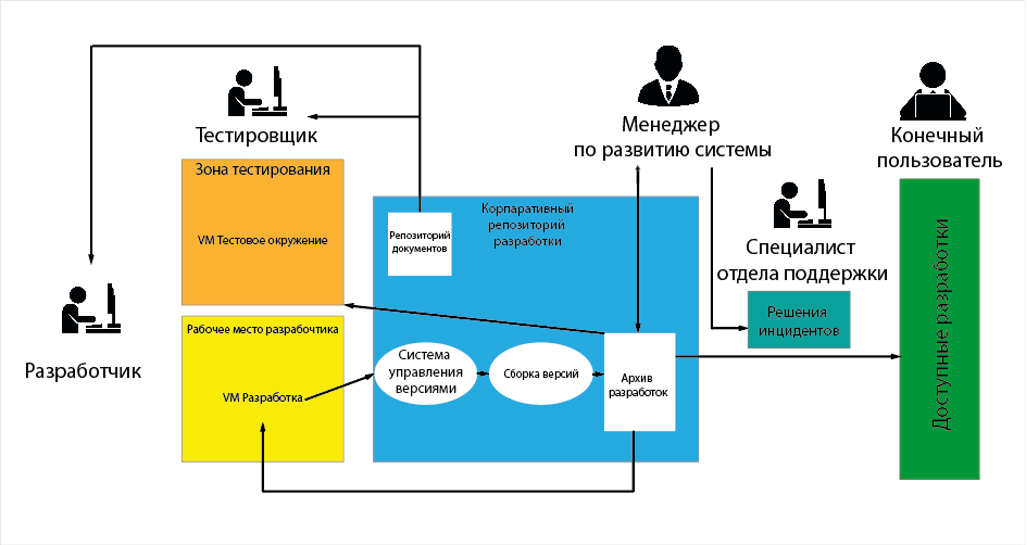 Тестировщик
Зона тестирования
VM Тестовое окружение
Разработчик
Рабочее место разрабочтика
VM Разработка
Корпаративный
репозиторий
разработки
Репозиторий
документов
Система
управления
версиями
Сборка версий
Архив
разработок
Менеджер
по развитию системы
Специалист
отдела поддержки
Решения
инцидентов
Конечный
пользователь
Доступные разработки